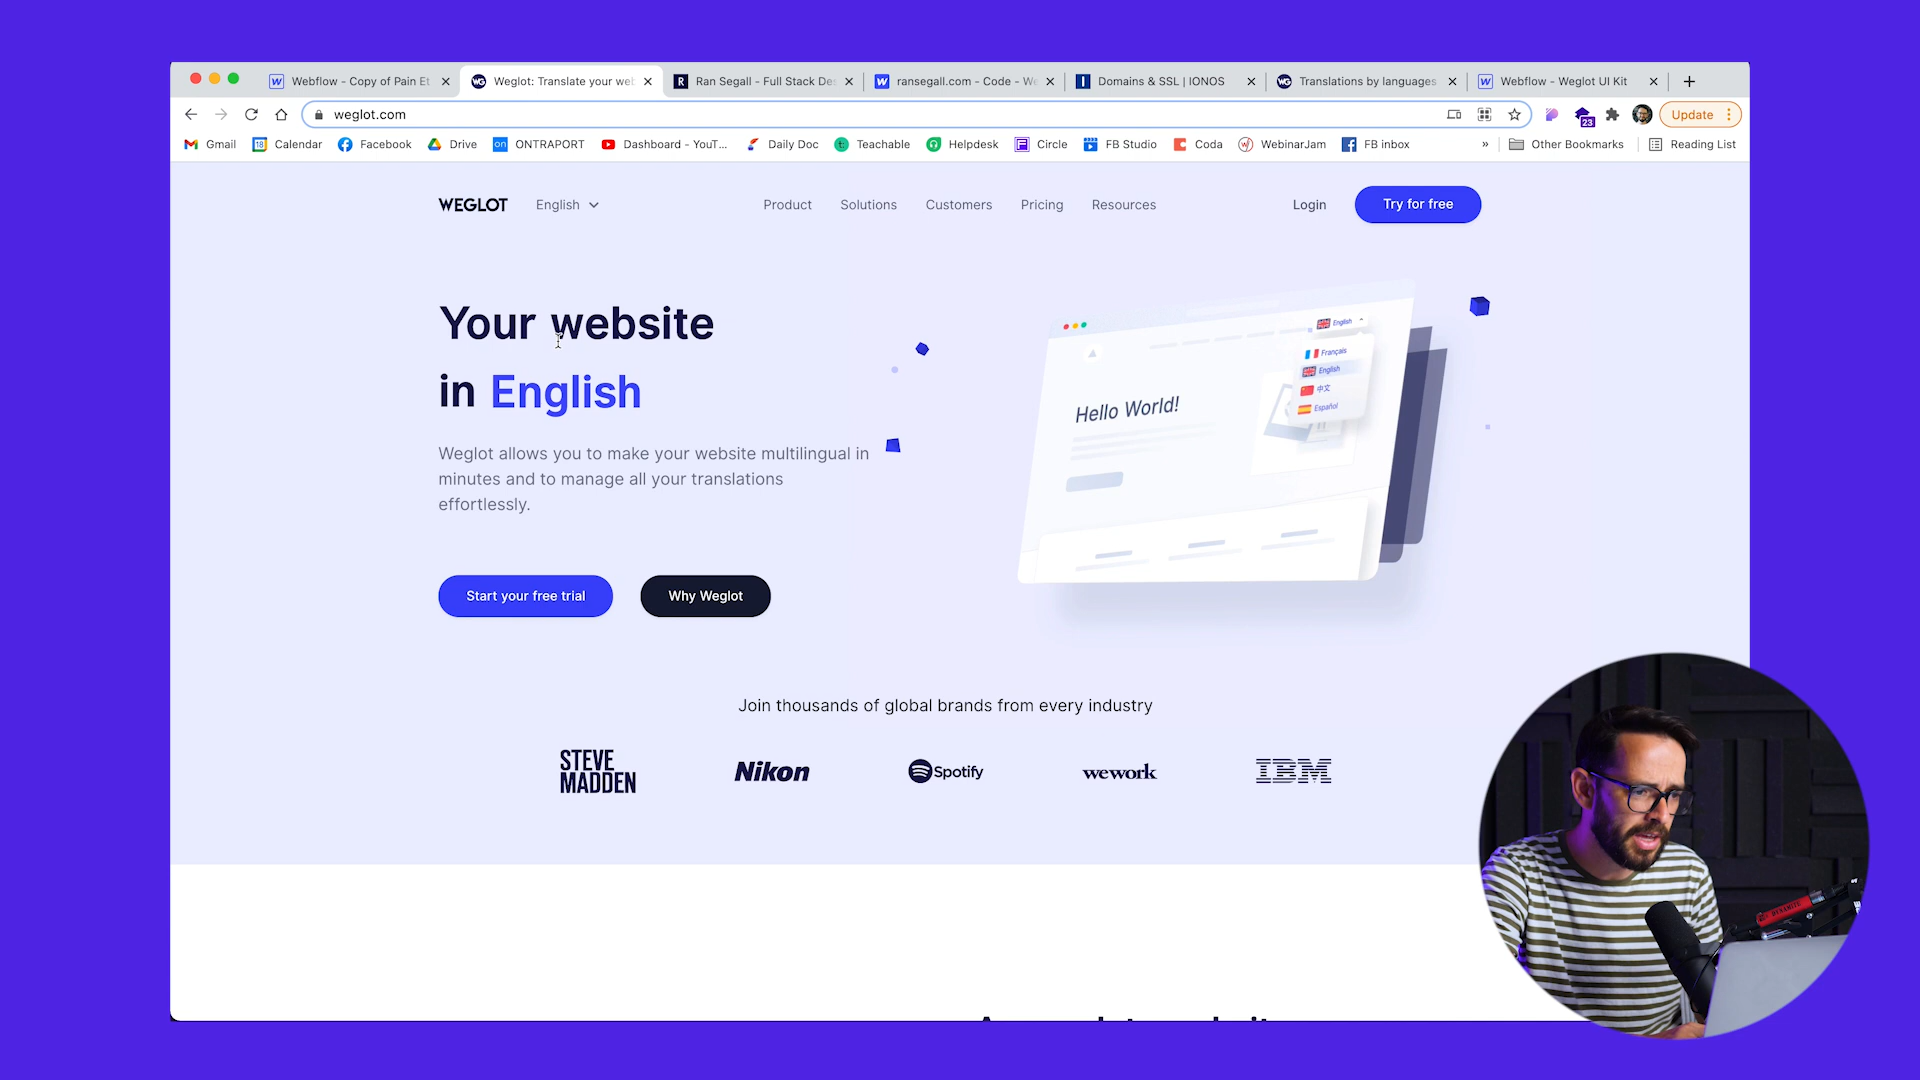 Webflow - Copy of Pain Et
Weglot: Translate your web
Ran Segall - Full Stack Des
ransegall.com - Code - We
Domains & SSL | IONOS
Translations by languages
Webflow - Weglot UI Kit
weglot.com
Update
23
Gmail
Calendar
Facebook
Drive
ONTRAPORT
Dashboard - YouT...
Daily Doc
Teachable
Helpdesk
Circle
FB Studio
Coda
WebinarJam
FB inbox
»
Other Bookmarks
Reading List
WEGLOT
English
Product
Solutions
Customers
Pricing
Resources
Login
Try for free
Your website
in English
Weglot allows you to make your website multilingual in
minutes and to manage all your translations
effortlessly.
Start your free trial
Why Weglot
English
Français
English
中文
Español
Hello World!
Join thousands of global brands from every industry
STEVE
MADDEN
Nikon
Spotify
wework
IBM